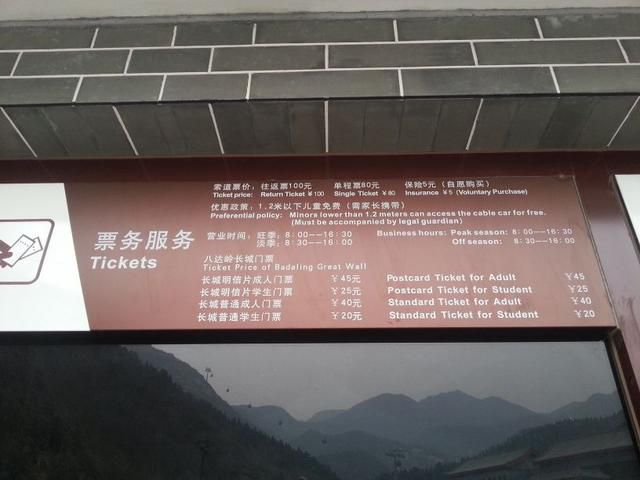 索道票价：往返票100元 单程票80元 保险5元（自愿购买）
Ticket price: Return Ticket ￥100 Single Ticket ￥80 Insurance ￥5 (Voluntary Purchase)
优惠政策：1.2米以下儿童免费（需家长携带）
Preferential policy: Minors lower than 1.2 meters can access the cable car for free.
(Must be accompanied by legal guardian)
票务服务
Tickets
营业时间：旺季：8：00--16：30 Business hours: Peak season: 8:00--16:30
淡季：8：30--16：00 Off season: 8:30--16:00
八达岭长城门票
Ticket Price of Badaling Great Wall
长城明信片成人门票 ￥45元 Postcard Ticket for Adult ￥45
长城明信片学生门票 ￥25元 Postcard Ticket for Student ￥25
长城普通成人门票 ￥40元 Standard Ticket for Adult ￥40
长城普通学生门票 ￥20元 Standard Ticket for Student ￥20